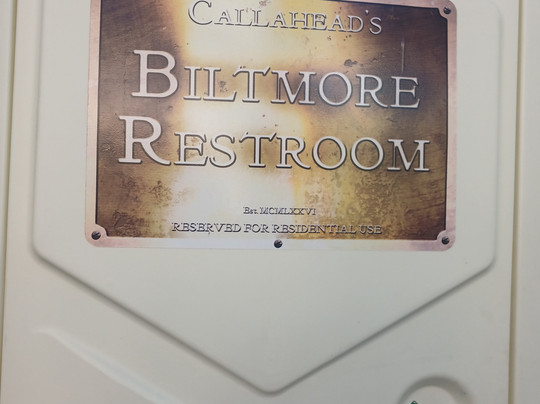 CALLAHEAD'S
BILTMORE
RESTROOM
Est. MCMLXXVI
RESERVED FOR RESIDENTIAL USE